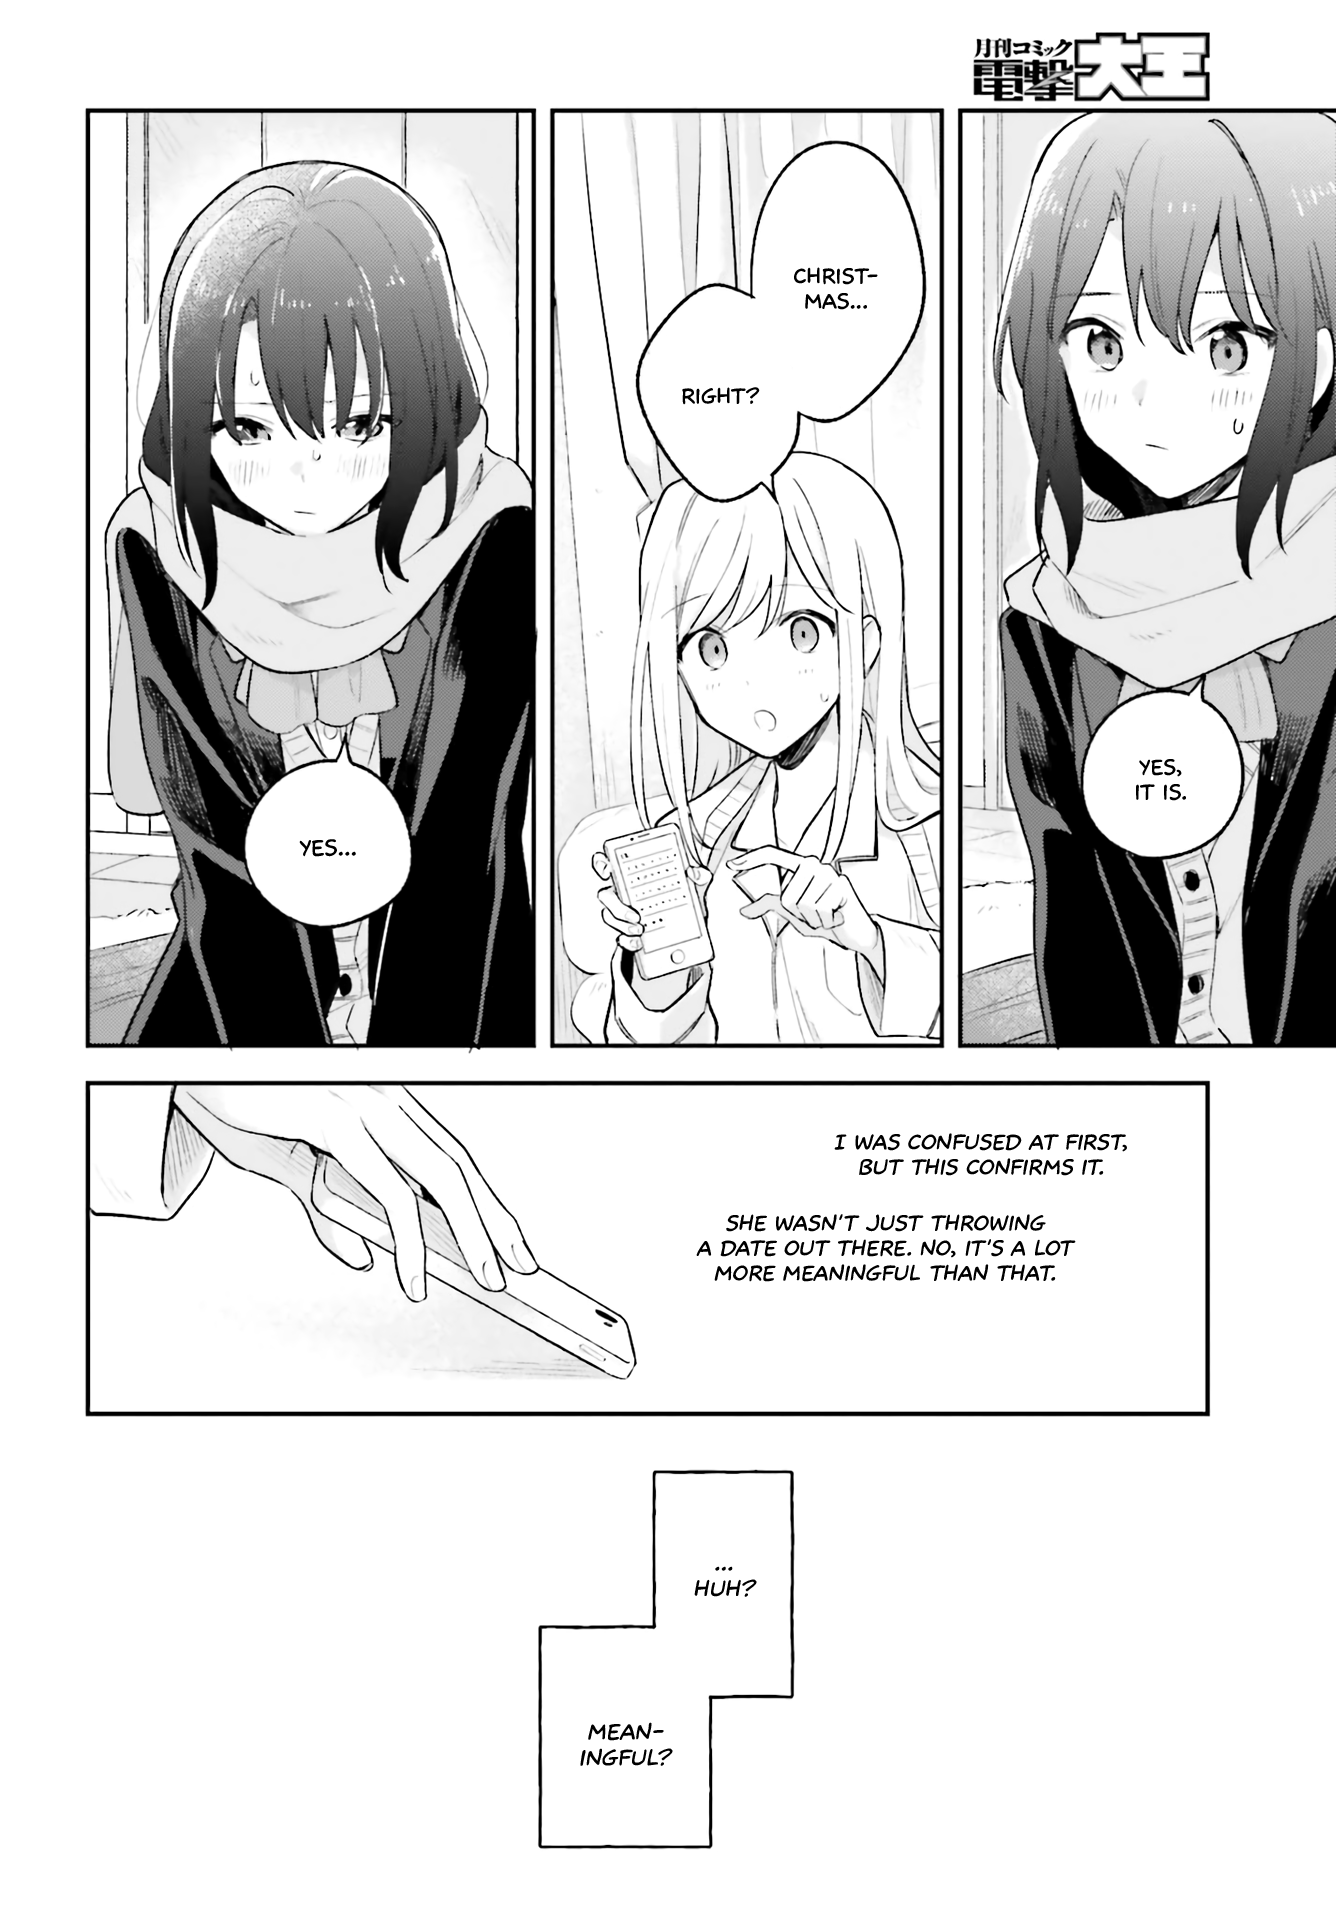 月刊コミック
電撃大王
YES,
IT IS.
CHRIST-
MAS...
RIGHT?
YES...
I WAS CONFUSED AT FIRST,
BUT THIS CONFIRMS IT.
SHE WASN'T JUST THROWING
A DATE OUT THERE. NO, IT'S A LOT
MORE MEANINGFUL THAN THAT.
...
HUH?
MEAN-
INGFUL?